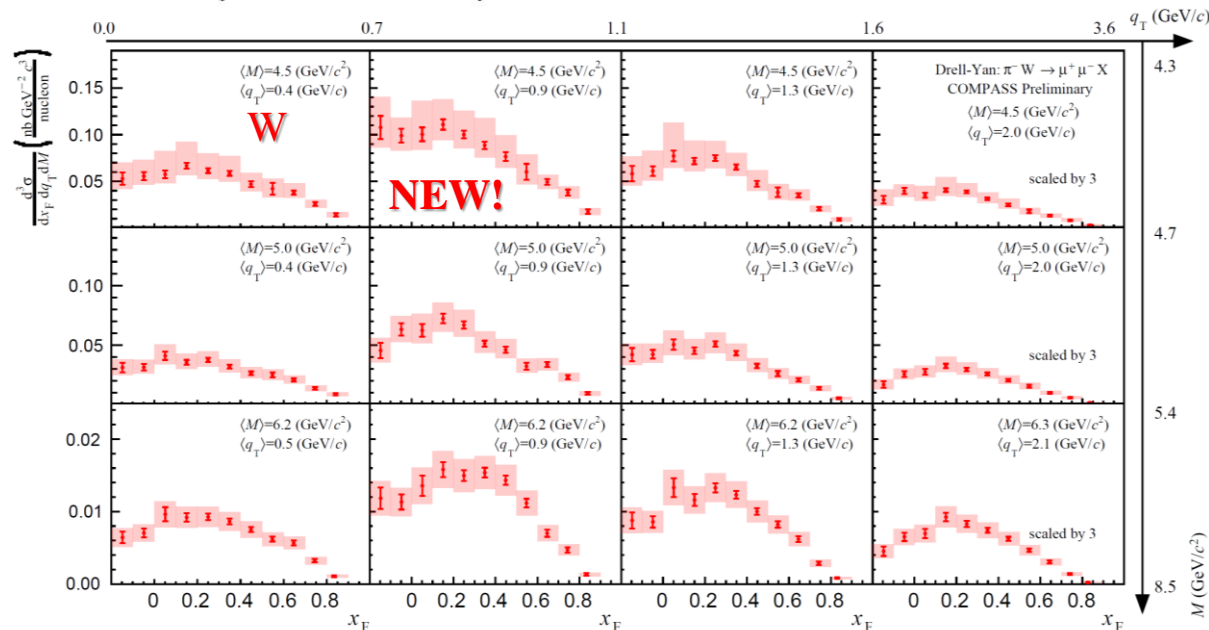 0.0 0.7 1.1 1.6 3.6 q_T (GeV/c)
d³σ / dx_F dq_T dM (nb GeV⁻² c³ / nucleon)
⟨M⟩=4.5 (GeV/c²)
⟨q_T⟩=0.4 (GeV/c)
W
⟨M⟩=4.5 (GeV/c²)
⟨q_T⟩=0.9 (GeV/c)
NEW!
⟨M⟩=4.5 (GeV/c²)
⟨q_T⟩=1.3 (GeV/c)
Drell-Yan: π⁻ W → μ⁺ μ⁻ X
COMPASS Preliminary
⟨M⟩=4.5 (GeV/c²)
⟨q_T⟩=2.0 (GeV/c)
scaled by 3
0.15
0.10
0.05
4.3
4.7
⟨M⟩=5.0 (GeV/c²)
⟨q_T⟩=0.4 (GeV/c)
⟨M⟩=5.0 (GeV/c²)
⟨q_T⟩=0.9 (GeV/c)
⟨M⟩=5.0 (GeV/c²)
⟨q_T⟩=1.3 (GeV/c)
⟨M⟩=5.0 (GeV/c²)
⟨q_T⟩=2.0 (GeV/c)
scaled by 3
0.10
0.05
5.4
⟨M⟩=6.2 (GeV/c²)
⟨q_T⟩=0.5 (GeV/c)
⟨M⟩=6.2 (GeV/c²)
⟨q_T⟩=0.9 (GeV/c)
⟨M⟩=6.2 (GeV/c²)
⟨q_T⟩=1.3 (GeV/c)
⟨M⟩=6.3 (GeV/c²)
⟨q_T⟩=2.1 (GeV/c)
scaled by 3
0.02
0.01
0.00
8.5
M (GeV/c²)
0 0.2 0.4 0.6 0.8 0 0.2 0.4 0.6 0.8 0 0.2 0.4 0.6 0.8 0 0.2 0.4 0.6 0.8
x_F x_F x_F x_F